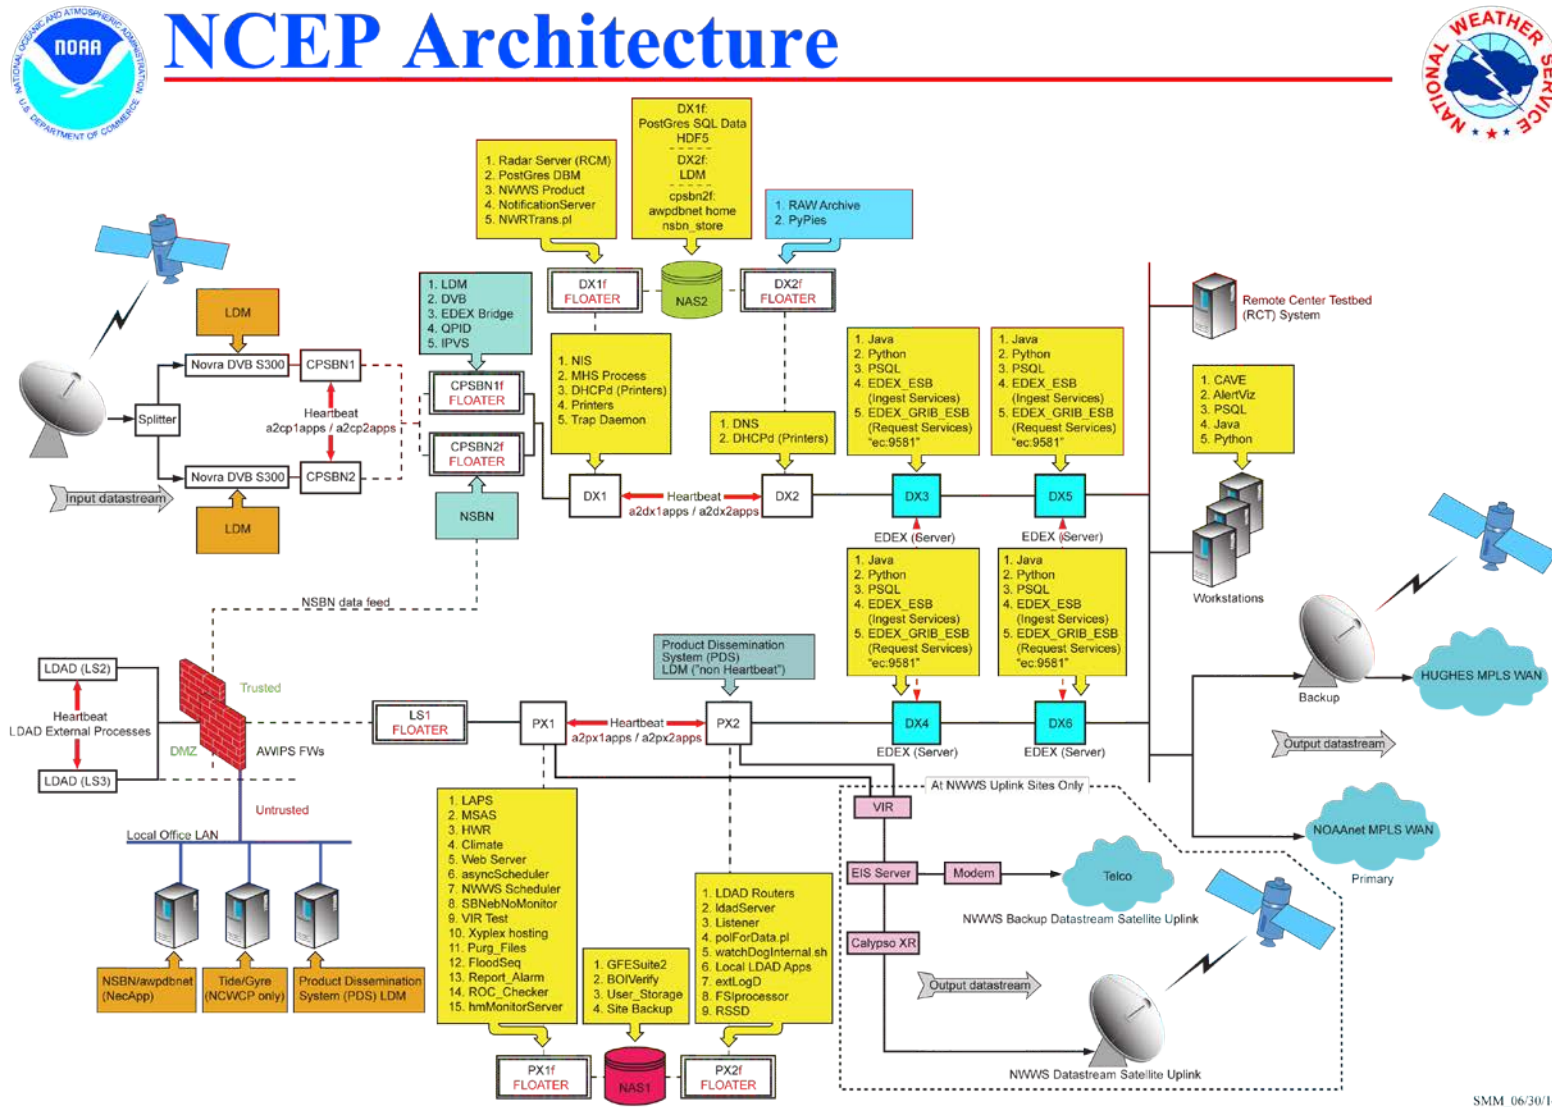 NATIONAL OCEANIC AND ATMOSPHERIC ADMINISTRATION
U.S. DEPARTMENT OF COMMERCE
NOAA
NCEP Architecture
NATIONAL WEATHER SERVICE
DX1f:
PostGres SQL Data
HDF5
DX2f:
LDM
cpsbn2f:
awpdbnet home
nsbn_store
1. Radar Server (RCM)
2. PostGres DBM
3. NWWS Product
4. NotificationServer
5. NWRTrans.pl
1. RAW Archive
2. PyPies
DX1f
FLOATER
NAS2
DX2f
FLOATER
1. LDM
2. DVB
3. EDEX Bridge
4. QPID
5. IPVS
LDM
Novra DVB S300
CPSBN1
Splitter
Heartbeat
a2cp1apps / a2cp2apps
Novra DVB S300
CPSBN2
Input datastream
LDM
CPSBN1f
FLOATER
CPSBN2f
FLOATER
NSBN
1. NIS
2. MHS Process
3. DHCPd (Printers)
4. Printers
5. Trap Daemon
1. DNS
2. DHCPd (Printers)
1. Java
2. Python
3. PSQL
4. EDEX_ESB
(Ingest Services)
5. EDEX_GRIB_ESB
(Request Services)
"ec:9581"
1. Java
2. Python
3. PSQL
4. EDEX_ESB
(Ingest Services)
5. EDEX_GRIB_ESB
(Request Services)
"ec:9581"
Remote Center Testbed
(RCT) System
1. CAVE
2. AlertViz
3. PSQL
4. Java
5. Python
Workstations
DX1
Heartbeat
a2dx1apps / a2dx2apps
DX2
DX3
DX5
EDEX (Server)
EDEX (Server)
1. Java
2. Python
3. PSQL
4. EDEX_ESB
(Ingest Services)
5. EDEX_GRIB_ESB
(Request Services)
"ec:9581"
1. Java
2. Python
3. PSQL
4. EDEX_ESB
(Ingest Services)
5. EDEX_GRIB_ESB
(Request Services)
"ec:9581"
NSBN data feed
Product Dissemination
System (PDS)
LDM ("non Heartbeat")
LDAD (LS2)
Heartbeat
LDAD External Processes
LDAD (LS3)
Trusted
DMZ
AWIPS FWs
Untrusted
LS1
FLOATER
PX1
Heartbeat
a2px1apps / a2px2apps
PX2
DX4
DX6
EDEX (Server)
EDEX (Server)
Backup
HUGHES MPLS WAN
Output datastream
NOAAnet MPLS WAN
Primary
Local Office LAN
NSBN/awpdbnet
(NecApp)
Tide/Gyre
(NCWCP only)
Product Dissemination
System (PDS) LDM
1. LAPS
2. MSAS
3. HWR
4. Climate
5. Web Server
6. asyncScheduler
7. NWWS Scheduler
8. SBNebNoMonitor
9. VIR Test
10. Xyplex hosting
11. Purg_Files
12. FloodSeq
13. Report_Alarm
14. ROC_Checker
15. hmMonitorServer
1. GFESuite2
2. BOIVerify
3. User_Storage
4. Site Backup
1. LDAD Routers
2. ldadServer
3. Listener
4. polForData.pl
5. watchDogInternal.sh
6. Local LDAD Apps
7. extLogD
8. FSIprocessor
9. RSSD
PX1f
FLOATER
NAS1
PX2f
FLOATER
At NWWS Uplink Sites Only
VIR
EIS Server
Modem
Telco
NWWS Backup Datastream Satellite Uplink
Calypso XR
Output datastream
NWWS Datastream Satellite Uplink
SMM 06/30/1